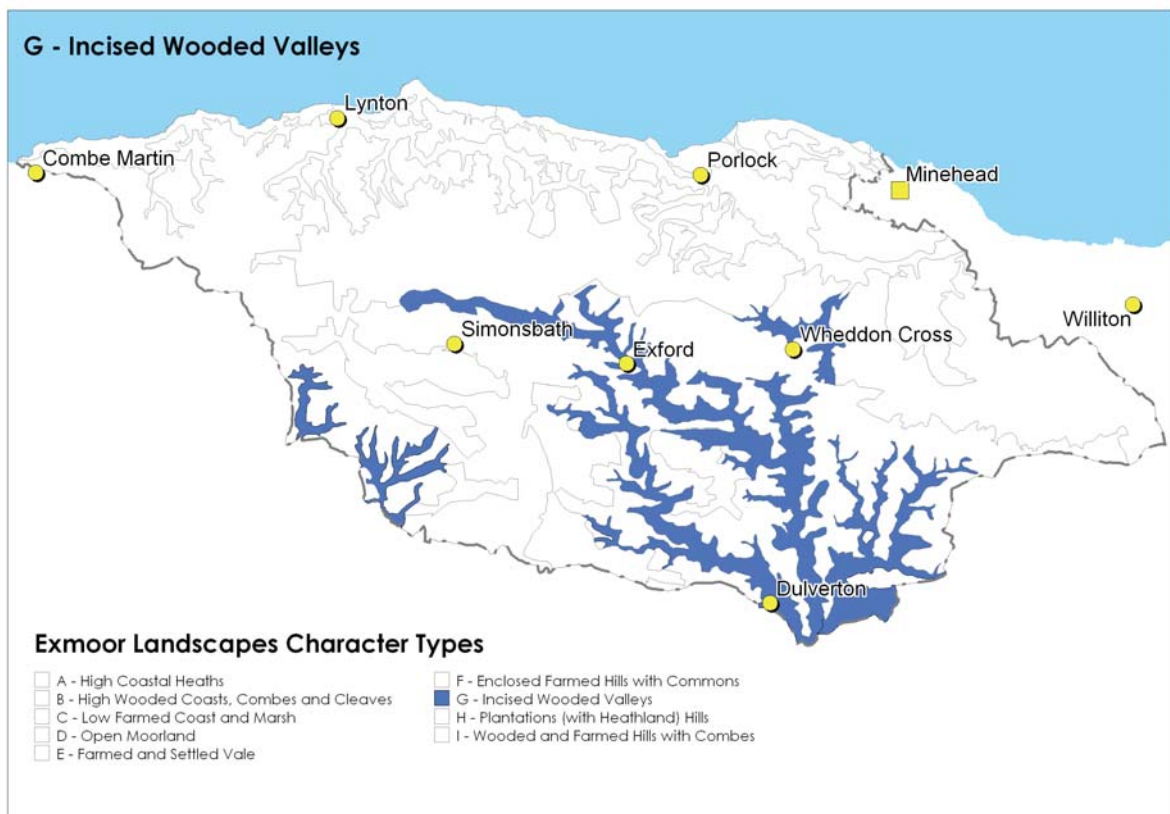 G - Incised Wooded Valleys
Lynton
Combe Martin
Porlock
Minehead
Williton
Simonsbath
Wheddon Cross
Exford
Dulverton
Exmoor Landscapes Character Types
A - High Coastal Heaths
B - High Wooded Coasts, Combes and Cleaves
C - Low Farmed Coast and Marsh
D - Open Moorland
E - Farmed and Settled Vale
F - Enclosed Farmed Hills with Commons
G - Incised Wooded Valleys
H - Plantations (with Heathland) Hills
I - Wooded and Farmed Hills with Combes